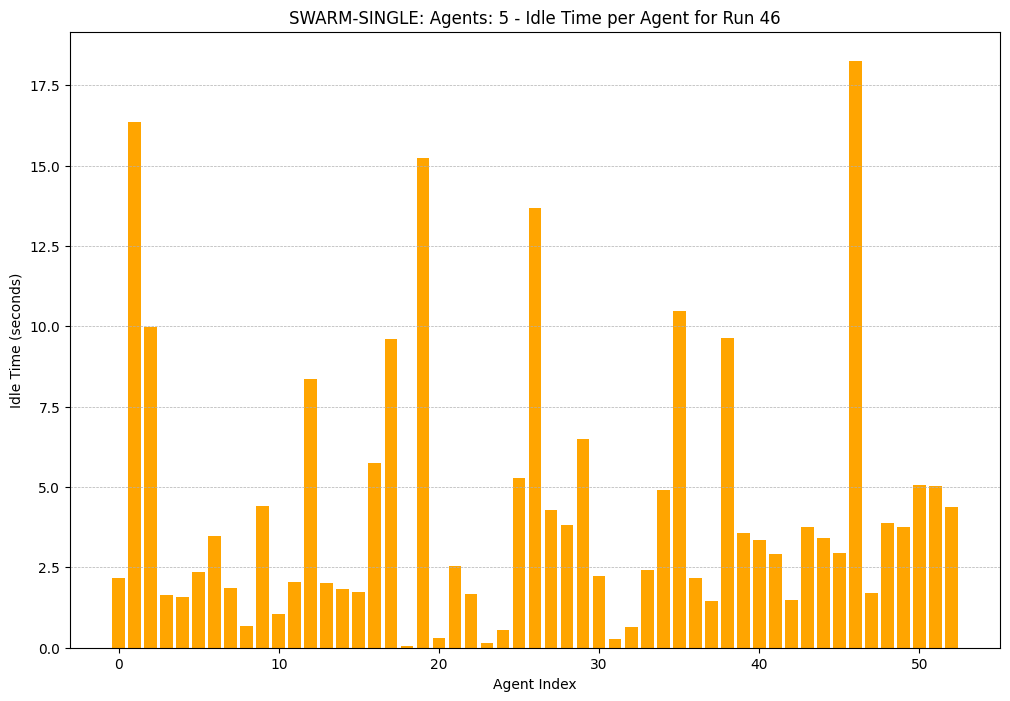 SWARM-SINGLE: Agents: 5 - Idle Time per Agent for Run 46
Idle Time (seconds)
17.5
15.0
12.5
10.0
7.5
5.0
2.5
0.0
0 10 20 30 40 50
Agent Index